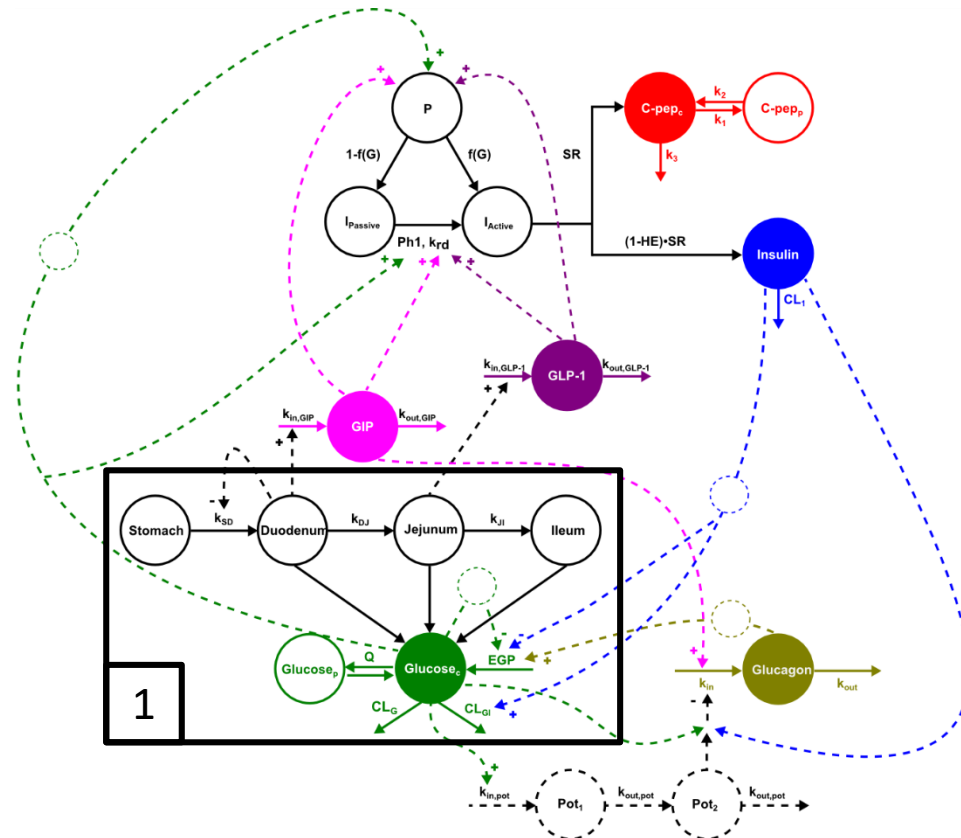 +
+
+
P
C-pep_c
k_2
k_1
C-pep_p
k_3
1-f(G)
f(G)
SR
I_Passive
I_Active
Ph1, k_rd
+
+
+
(1-HE)•SR
Insulin
CL_1
k_in,GLP-1
+
GLP-1
k_out,GLP-1
k_in,GIP
+
GIP
k_out,GIP
-
k_SD
k_DJ
k_JI
Stomach
Duodenum
Jejunum
Ileum
-
EGP
+
Glucose_p
Q
Glucose_c
CL_G
CL_GI
+
+
k_in
Glucagon
k_out
-
1
+
k_in,pot
Pot_1
k_out,pot
Pot_2
k_out,pot